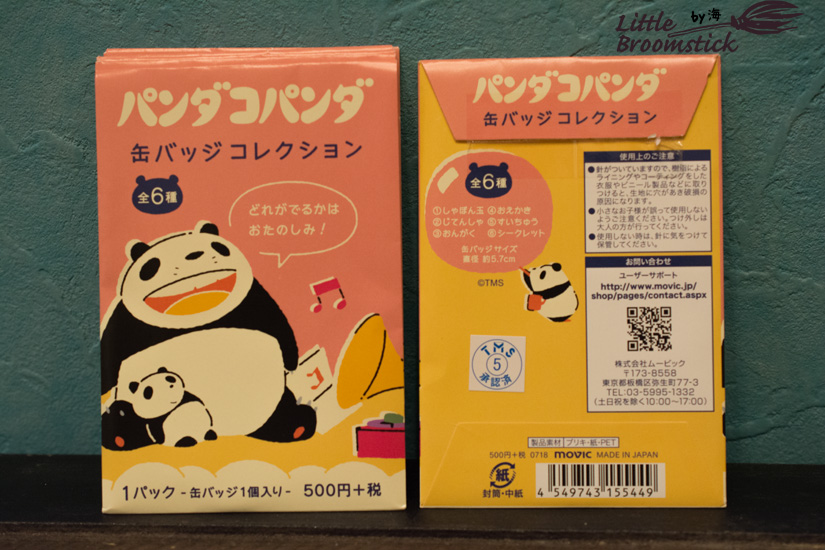 Little
by海
Broomstick
パンダコパンダ
缶バッジコレクション
全6種
どれがでるかは
おたのしみ!
1パック -缶バッジ1個入り- 500円+税
パンダコパンダ
缶バッジコレクション
全6種
①しゃぼん玉 ④おえかき
②じてんしゃ ⑤すいちゅう
③おんがく ⑥シークレット
缶バッジサイズ
直径 約5.7cm
©TMS
TMS
5
承認済
使用上のご注意
●針がついていますので、樹脂による
ライニングやコーティングをした
衣服やビニール製品などに取り
つけると、生地に穴があき破損の
原因になります。
●小さなお子様が誤って使用しない
ようご注意ください。つけ外しは
大人の方が行ってください。
●使用しない時は、針に気をつけて
保管してください。
お問い合わせ
ユーザーサポート
http://www.movic.jp/
shop/pages/contact.aspx
株式会社ムービック
〒173-8558
東京都板橋区弥生町77-3
TEL:03-5995-1332
(土日祝を除く10:00〜17:00)
製品素材 ブリキ・紙・PET
500円+税 0718 movic MADE IN JAPAN
紙
封筒・中紙
4 549743 155449